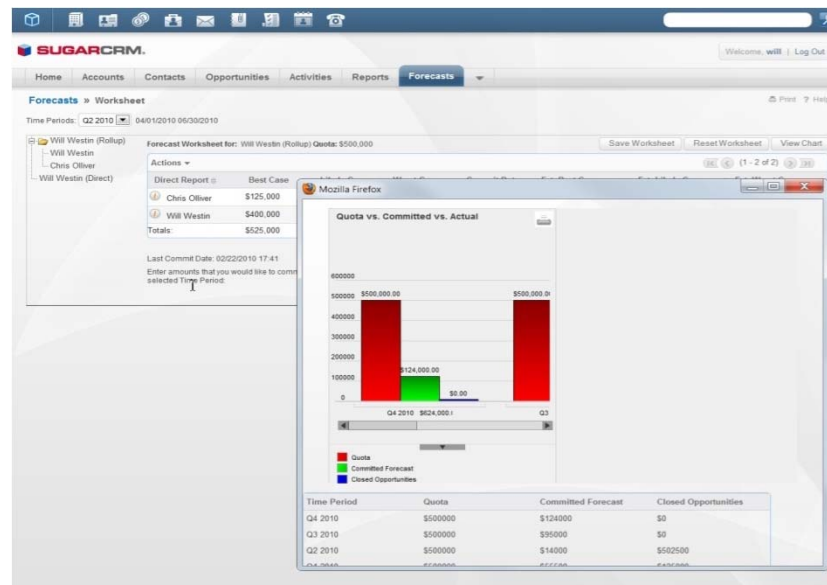 SUGARCRM.
Welcome, will | Log Out
Home Accounts Contacts Opportunities Activities Reports Forecasts
Forecasts » Worksheet
Print ? Help
Time Periods: Q2 2010 04/01/2010 06/30/2010
Will Westin (Rollup)
Will Westin
Chris Olliver
Will Westin (Direct)
Forecast Worksheet for: Will Westin (Rollup) Quota: $500,000
Save Worksheet Reset Worksheet View Chart
Actions
(1 - 2 of 2)
Direct Report Best Case
Chris Olliver $125,000
Will Westin $400,000
Totals: $525,000
Last Commit Date: 02/22/2010 17:41
Enter amounts that you would like to comm
selected Time Period:
Mozilla Firefox
Quota vs. Committed vs. Actual
600000
500000 $500,000.00 $500,000.0
400000
300000
200000
$124,000.00
100000
$0.00
0
Q4 2010 $624,000. Q3
Quota
Committed Forecast
Closed Opportunities
Time Period Quota Committed Forecast Closed Opportunities
Q4 2010 $500000 $124000 $0
Q3 2010 $500000 $95000 $0
Q2 2010 $500000 $14000 $502500